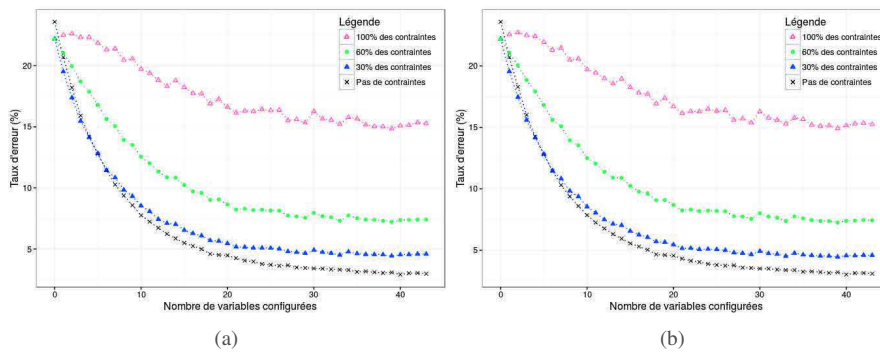 Légende
100% des contraintes
60% des contraintes
30% des contraintes
Pas de contraintes
Taux d'erreur (%)
20
15
10
5
0
10
20
30
40
Nombre de variables configurées
(a)
Légende
100% des contraintes
60% des contraintes
30% des contraintes
Pas de contraintes
Taux d'erreur (%)
20
15
10
5
0
10
20
30
40
Nombre de variables configurées
(b)